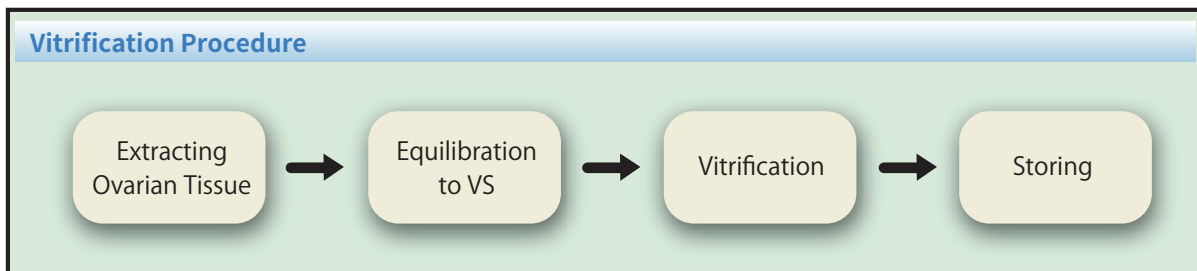 Vitrification Procedure
Extracting
Ovarian Tissue
Equilibration
to VS
Vitrification
Storing